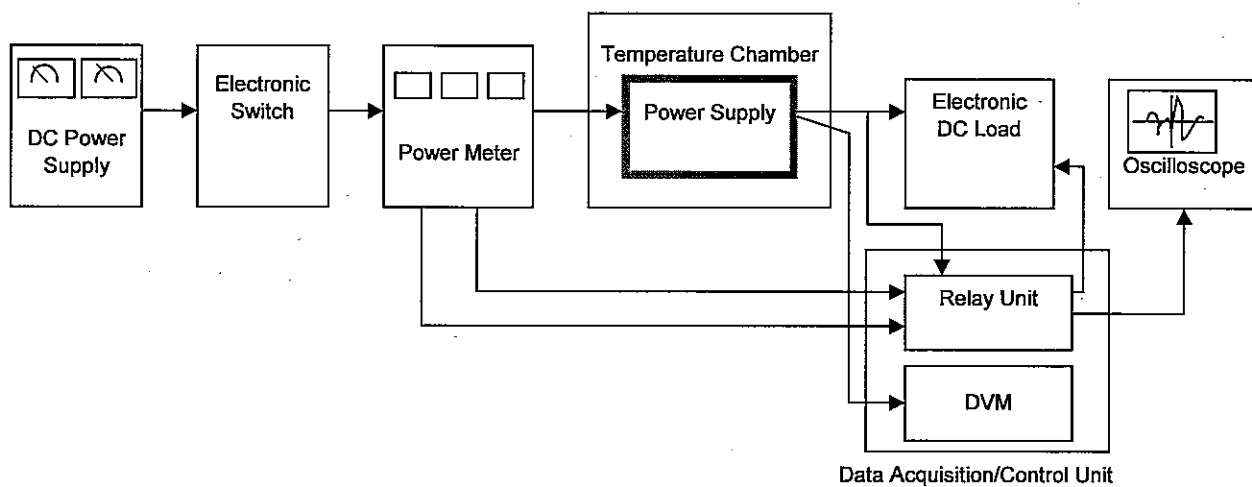 DC Power
Supply
Electronic
Switch
Power Meter
Temperature Chamber
Power Supply
Electronic
DC Load
Oscilloscope
Relay Unit
DVM
Data Acquisition/Control Unit